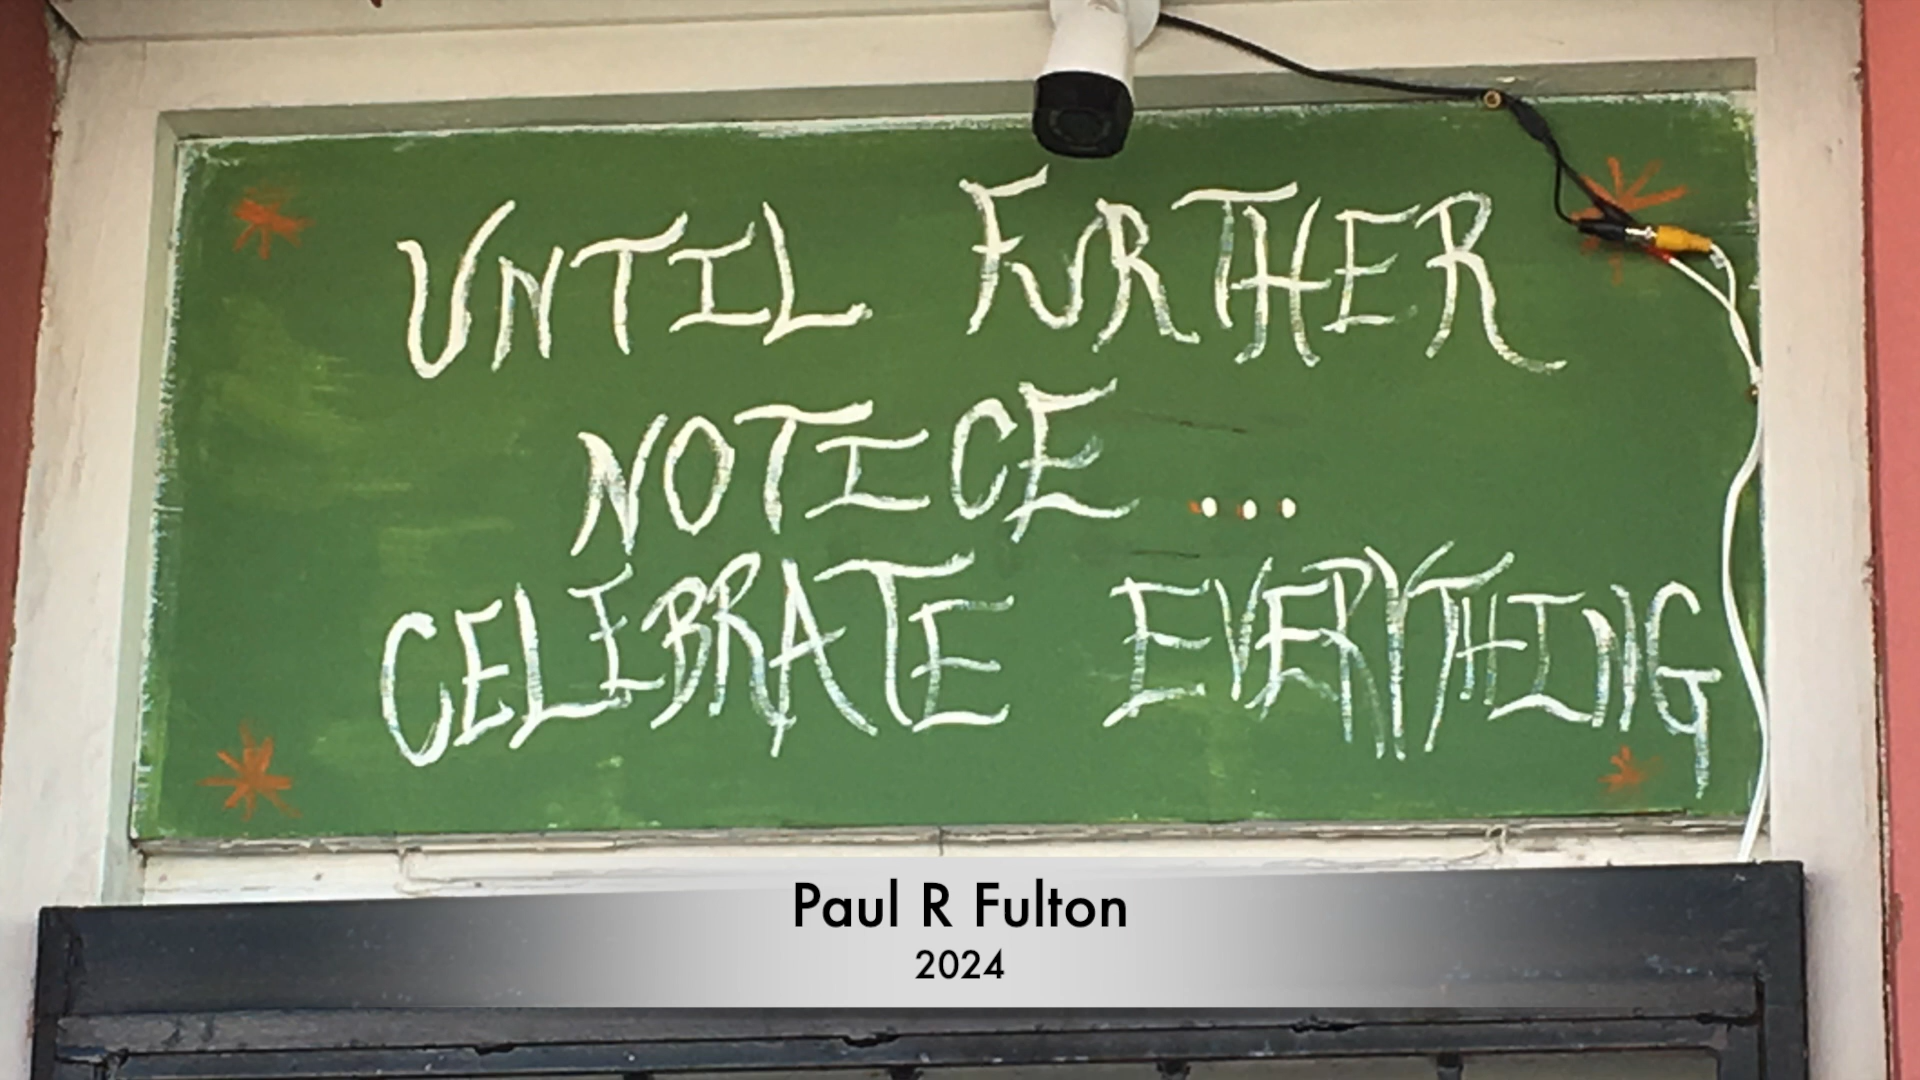 UNTIL FURTHER
NOTICE...
CELEBRATE EVERYTHING
Paul R Fulton
2024